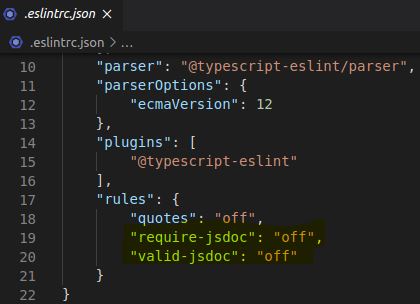 .eslintrc.json ×
.eslintrc.json > ...
10 "parser": "@typescript-eslint/parser",
11 "parserOptions": {
12 "ecmaVersion": 12
13 },
14 "plugins": [
15 "@typescript-eslint"
16 ],
17 "rules": {
18 "quotes": "off",
19 "require-jsdoc": "off",
20 "valid-jsdoc": "off"
21 }
22 }